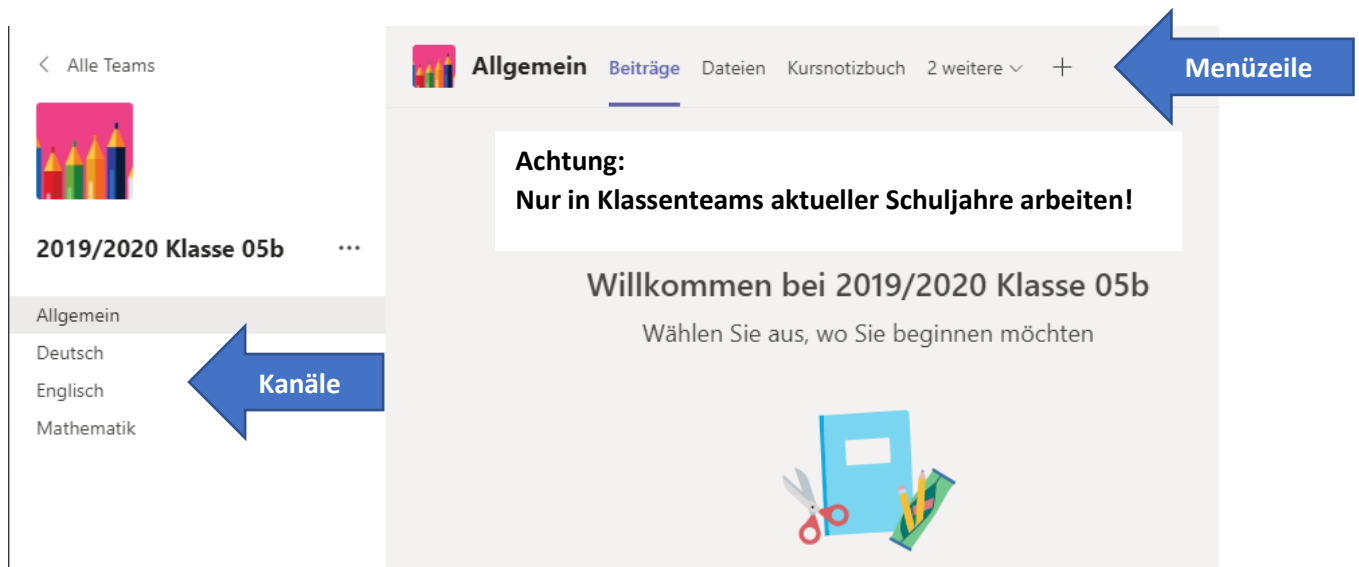 Alle Teams
2019/2020 Klasse 05b
Allgemein
Deutsch
Englisch
Mathematik
Kanäle
Allgemein Beiträge Dateien Kursnotizbuch 2 weitere
Menüzeile
Achtung:
Nur in Klassenteams aktueller Schuljahre arbeiten!
Willkommen bei 2019/2020 Klasse 05b
Wählen Sie aus, wo Sie beginnen möchten